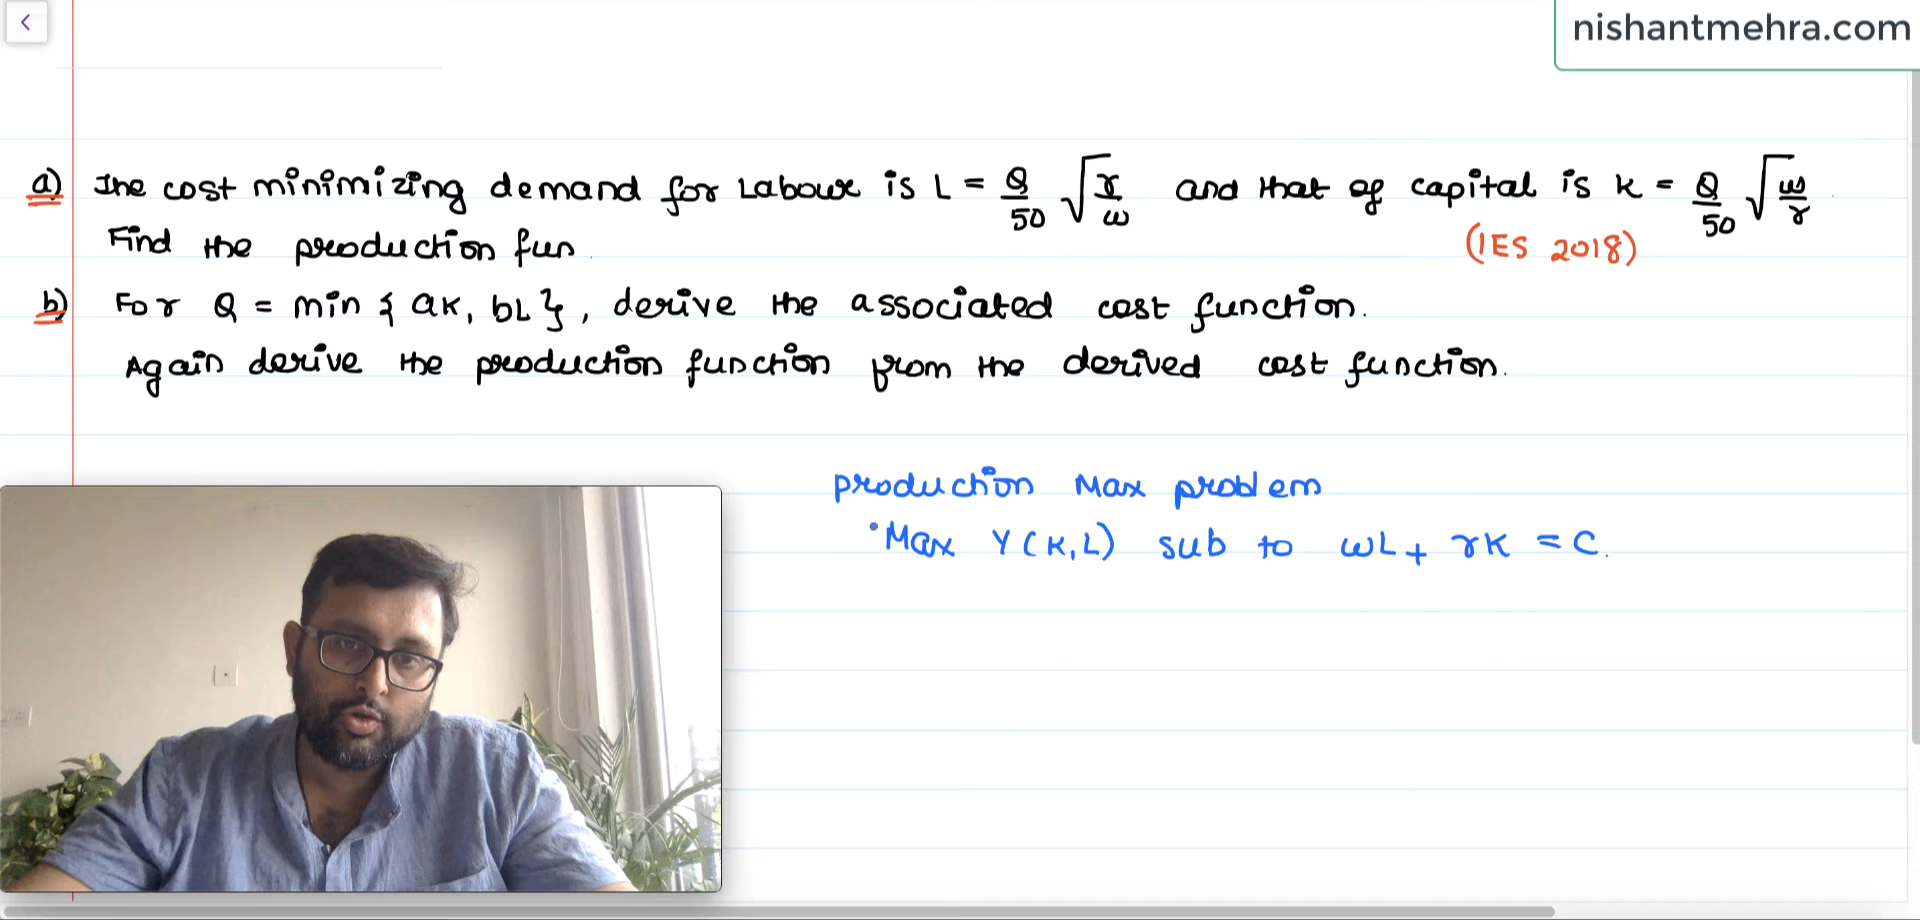 nishantmehra.com
a) The cost minimizing demand for Labour is L = Q/50 √(r/w) and that of capital is K = Q/50 √(w/r)
Find the production fun
(IES 2018)
b) For Q = min { aK, bL }, derive the associated cost function.
Again derive the production function from the derived cost function.
production Max problem
Max Y(K,L) sub to wL + rK = C.